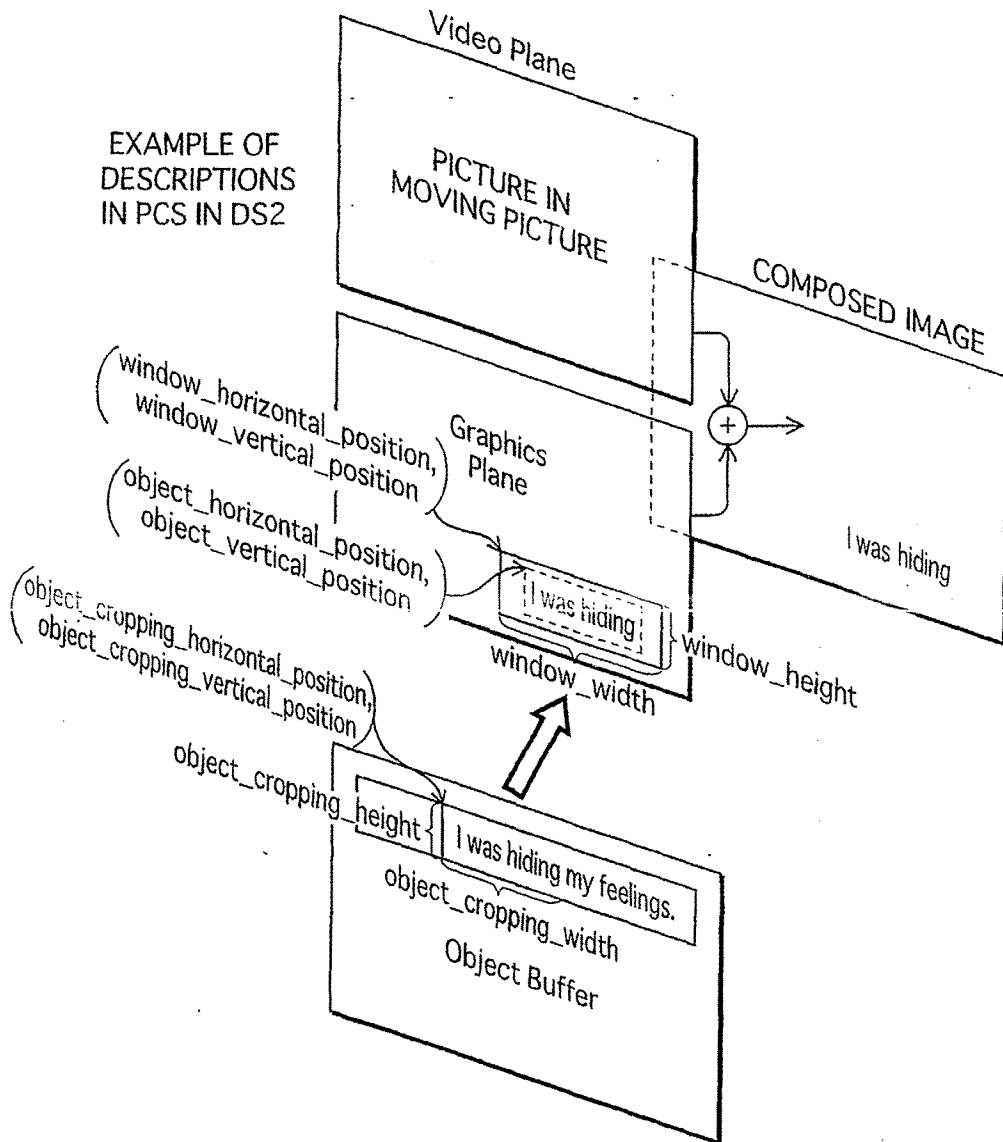 Video Plane
EXAMPLE OF
DESCRIPTIONS
IN PCS IN DS2
PICTURE IN
MOVING PICTURE
COMPOSED IMAGE
(window_horizontal_position,
window_vertical_position)
Graphics
Plane
(object_horizontal_position,
object_vertical_position)
+
I was hiding
I was hiding
window_height
window_width
(object_cropping_horizontal_position,
object_cropping_vertical_position)
object_cropping_height
I was hiding my feelings.
object_cropping_width
Object Buffer